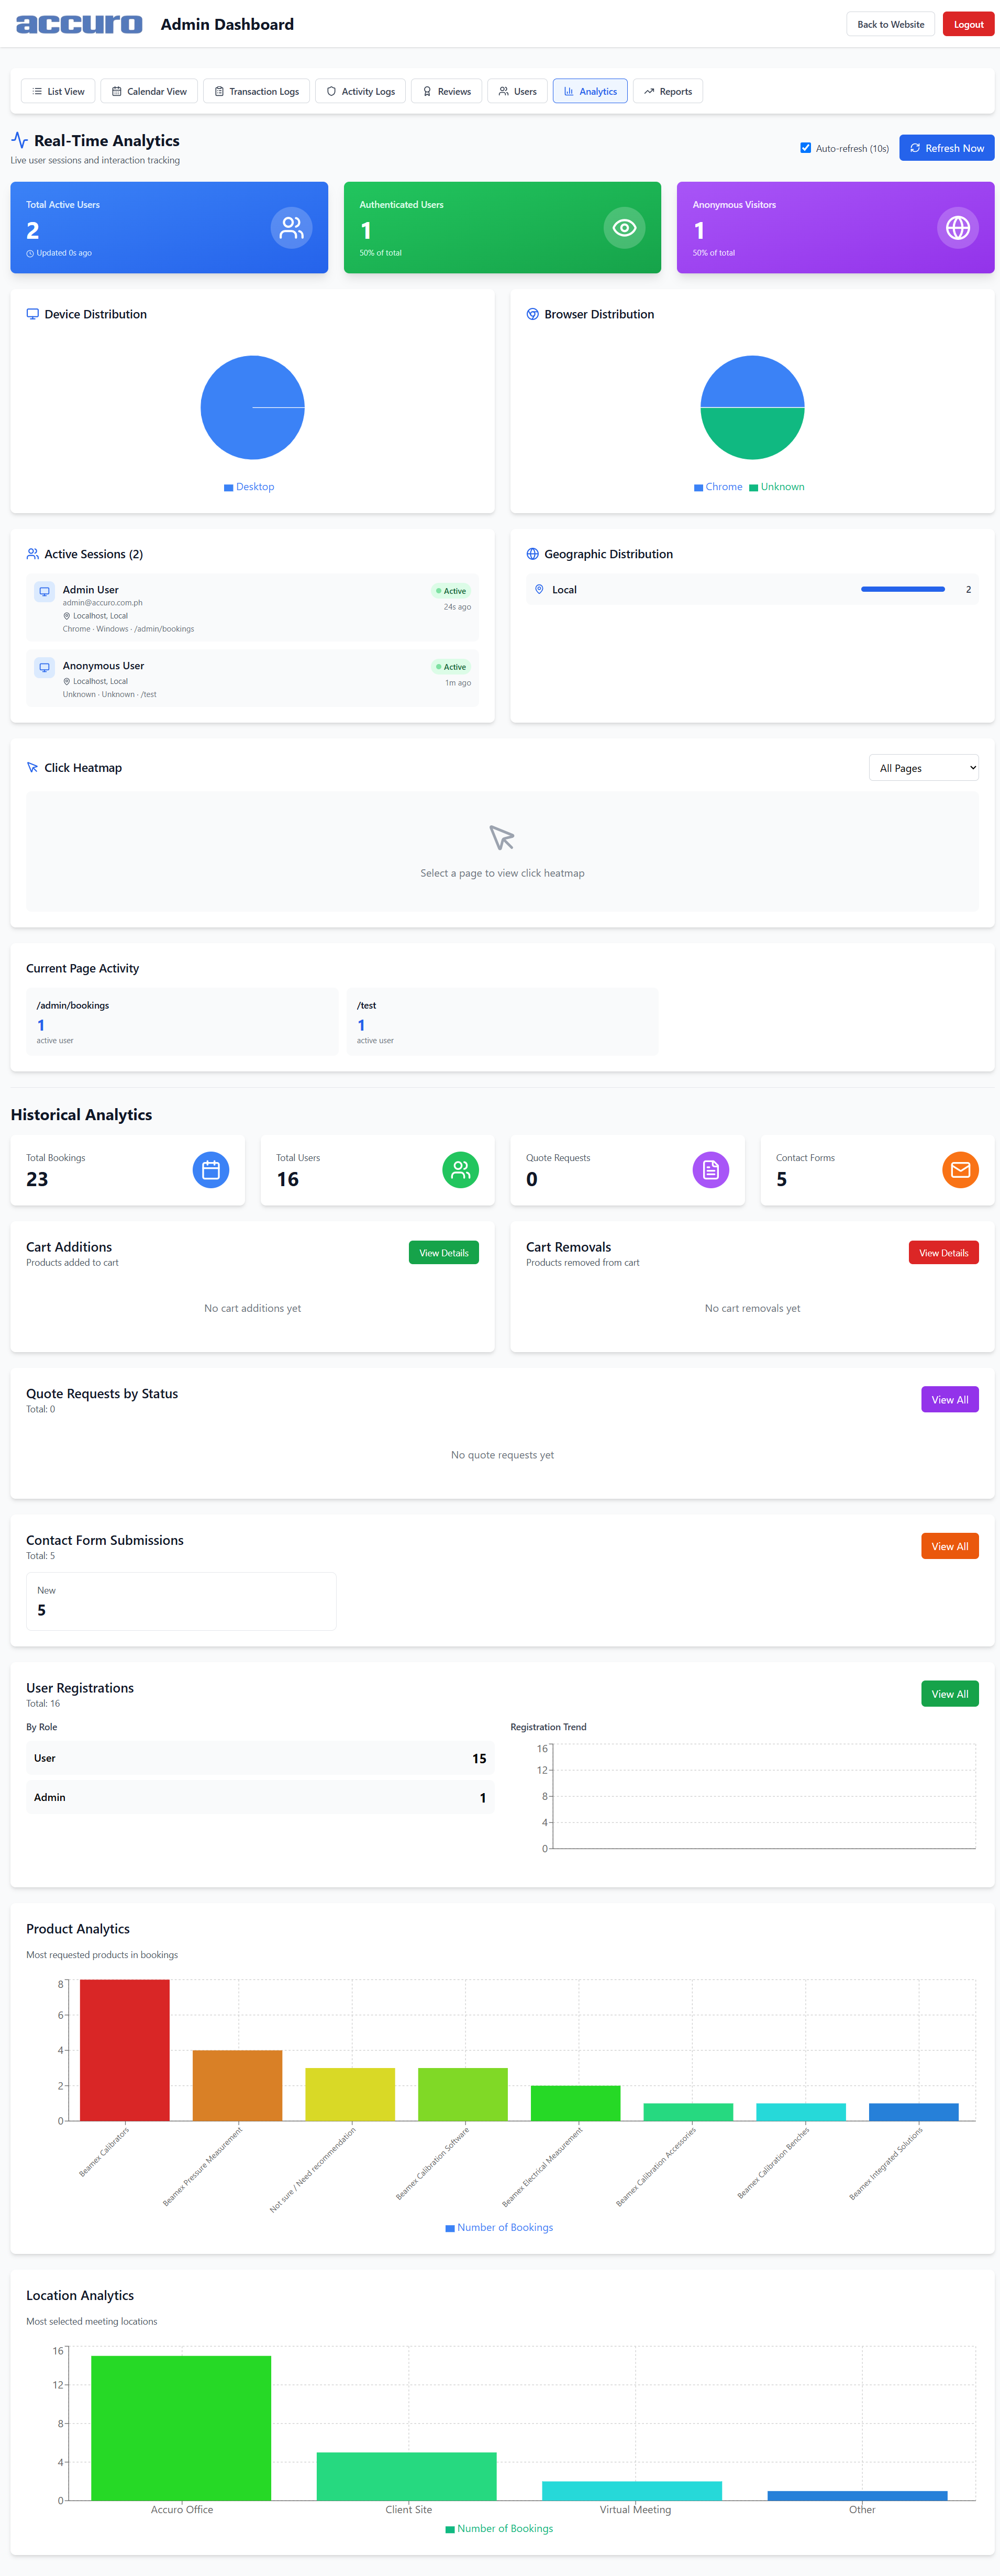 accuro
Admin Dashboard
Back to Website
Logout
List View
Calendar View
Transaction Logs
Activity Logs
Reviews
Users
Analytics
Reports
Real-Time Analytics
Live user sessions and interaction tracking
Auto-refresh (10s)
Refresh Now
Total Active Users
2
Updated 0s ago
Authenticated Users
1
50% of total
Anonymous Visitors
1
50% of total
Device Distribution
Desktop
Browser Distribution
Chrome
Unknown
Active Sessions (2)
Admin User
admin@accuro.com.ph
Localhost, Local
Chrome · Windows · /admin/bookings
Active
24s ago
Anonymous User
Localhost, Local
Unknown · Unknown · /test
Active
1m ago
Geographic Distribution
Local
2
Click Heatmap
All Pages
Select a page to view click heatmap
Current Page Activity
/admin/bookings
1
active user
/test
1
active user
Historical Analytics
Total Bookings
23
Total Users
16
Quote Requests
0
Contact Forms
5
Cart Additions
Products added to cart
View Details
No cart additions yet
Cart Removals
Products removed from cart
View Details
No cart removals yet
Quote Requests by Status
Total: 0
View All
No quote requests yet
Contact Form Submissions
Total: 5
View All
New
5
User Registrations
Total: 16
View All
By Role
User
15
Admin
1
Registration Trend
16
12
8
4
0
Product Analytics
Most requested products in bookings
8
6
4
2
0
Beamex Calibrators
Beamex Pressure Measurement
Not sure / Need recommendation
Beamex Calibration Software
Beamex Electrical Measurement
Beamex Calibration Accessories
Beamex Calibration Benches
Beamex Integrated Solutions
Number of Bookings
Location Analytics
Most selected meeting locations
16
12
8
4
0
Accuro Office
Client Site
Virtual Meeting
Other
Number of Bookings